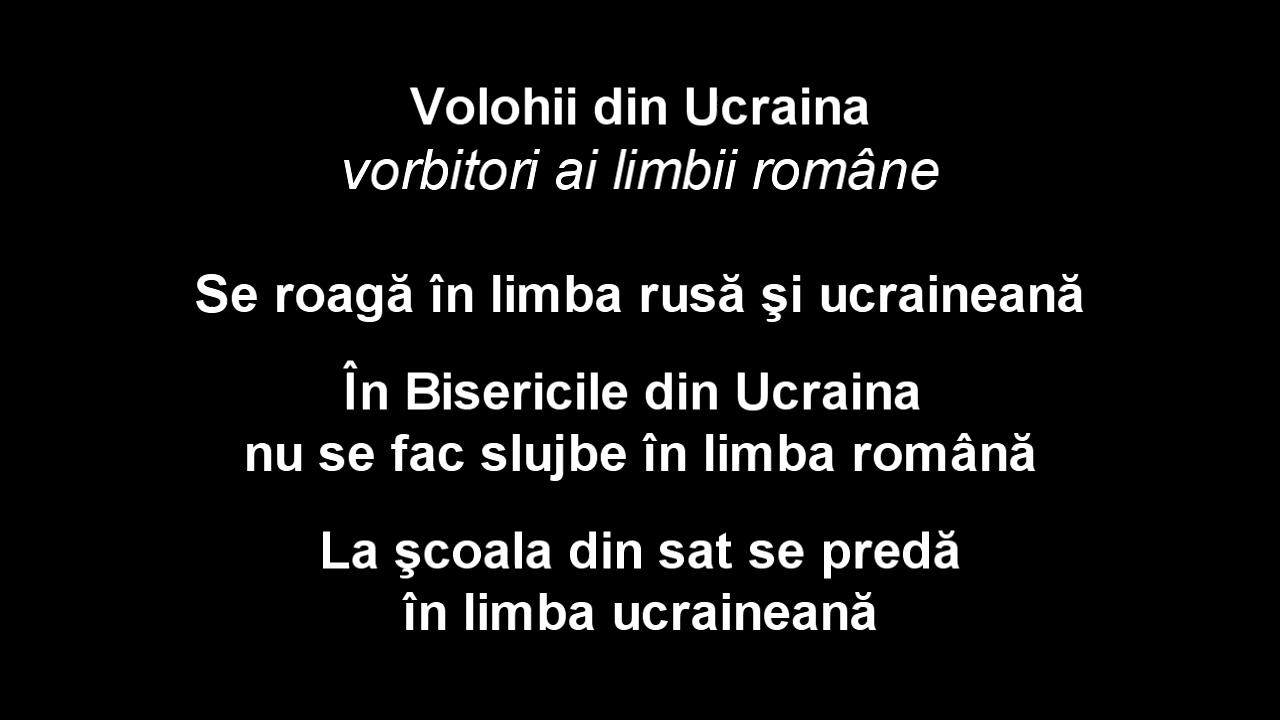 Volohii din Ucraina
vorbitori ai limbii române
Se roagă în limba rusă şi ucraineană
În Bisericile din Ucraina
nu se fac slujbe în limba română
La şcoala din sat se predă
în limba ucraineană